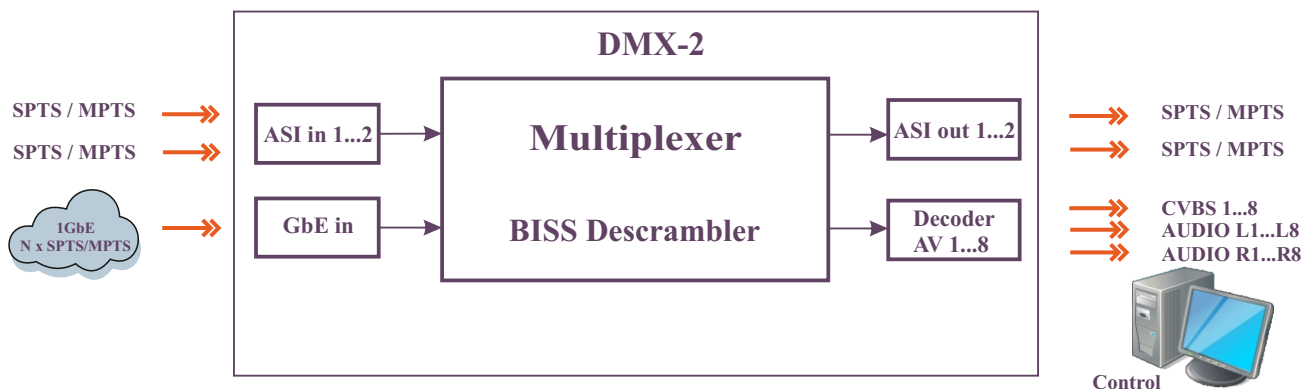 DMX-2
SPTS / MPTS
SPTS / MPTS
1GbE
N x SPTS/MPTS
ASI in 1...2
GbE in
Multiplexer
BISS Descrambler
ASI out 1...2
Decoder
AV 1...8
SPTS / MPTS
SPTS / MPTS
CVBS 1...8
AUDIO L1...L8
AUDIO R1...R8
Control